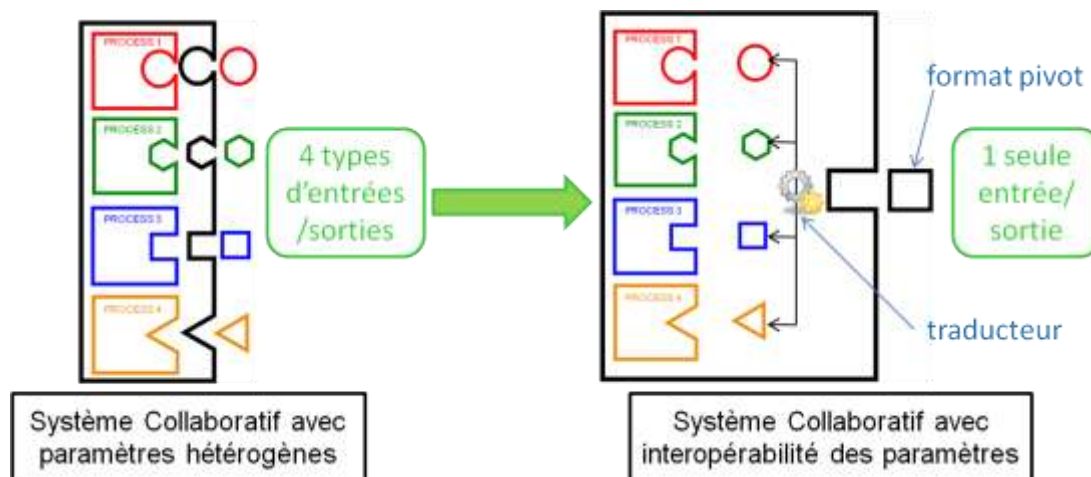 PROCESS 1
PROCESS 2
PROCESS 3
PROCESS 4
4 types
d'entrées
/sorties
PROCESS 1
PROCESS 2
PROCESS 3
PROCESS 4
format pivot
1 seule
entrée/
sortie
traducteur
Système Collaboratif avec
paramètres hétérogènes
Système Collaboratif avec
interopérabilité des paramètres